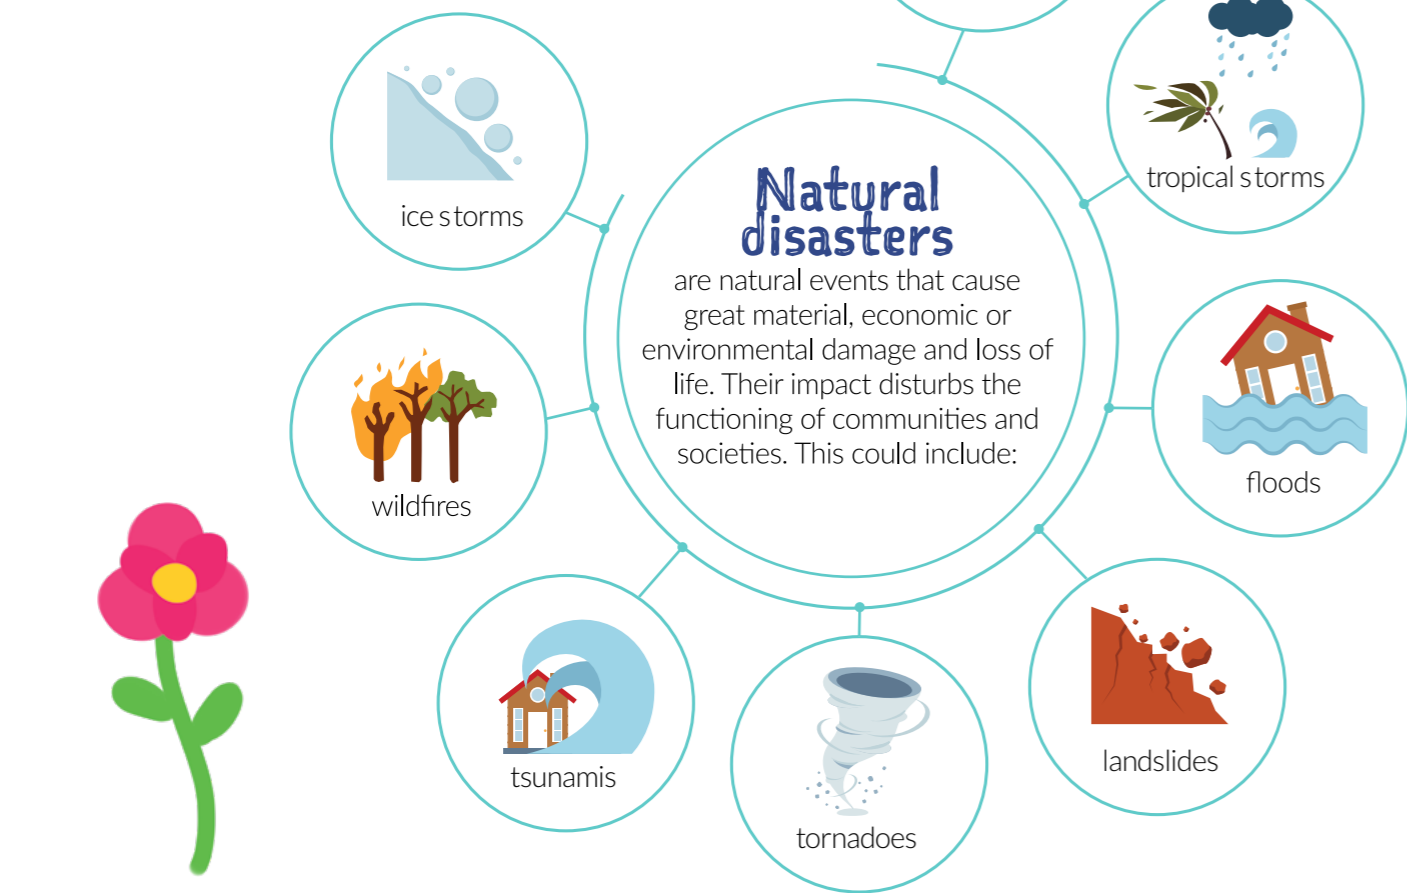 Natural
disasters
are natural events that cause
great material, economic or
environmental damage and loss of
life. Their impact disturbs the
functioning of communities and
societies. This could include:
tropical storms
floods
landslides
tornadoes
tsunamis
wildfires
ice storms